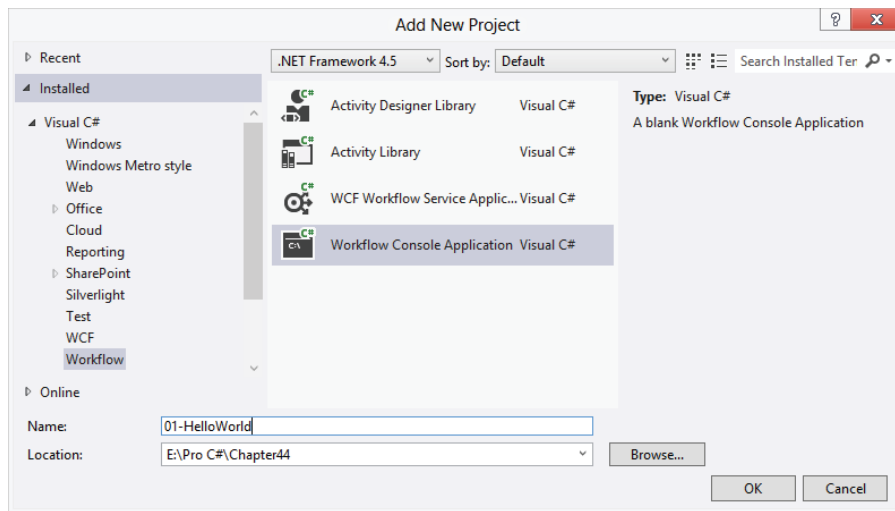 Add New Project
? x
Recent
Installed
Visual C#
Windows
Windows Metro style
Web
Office
Cloud
Reporting
SharePoint
Silverlight
Test
WCF
Workflow
Online
.NET Framework 4.5 Sort by: Default
Search Installed Ter
C# Activity Designer Library Visual C#
C# Activity Library Visual C#
C# WCF Workflow Service Applic... Visual C#
C# C:\ Workflow Console Application Visual C#
Type: Visual C#
A blank Workflow Console Application
Name: 01-HelloWorld
Location: E:\Pro C#\Chapter44
Browse...
OK Cancel